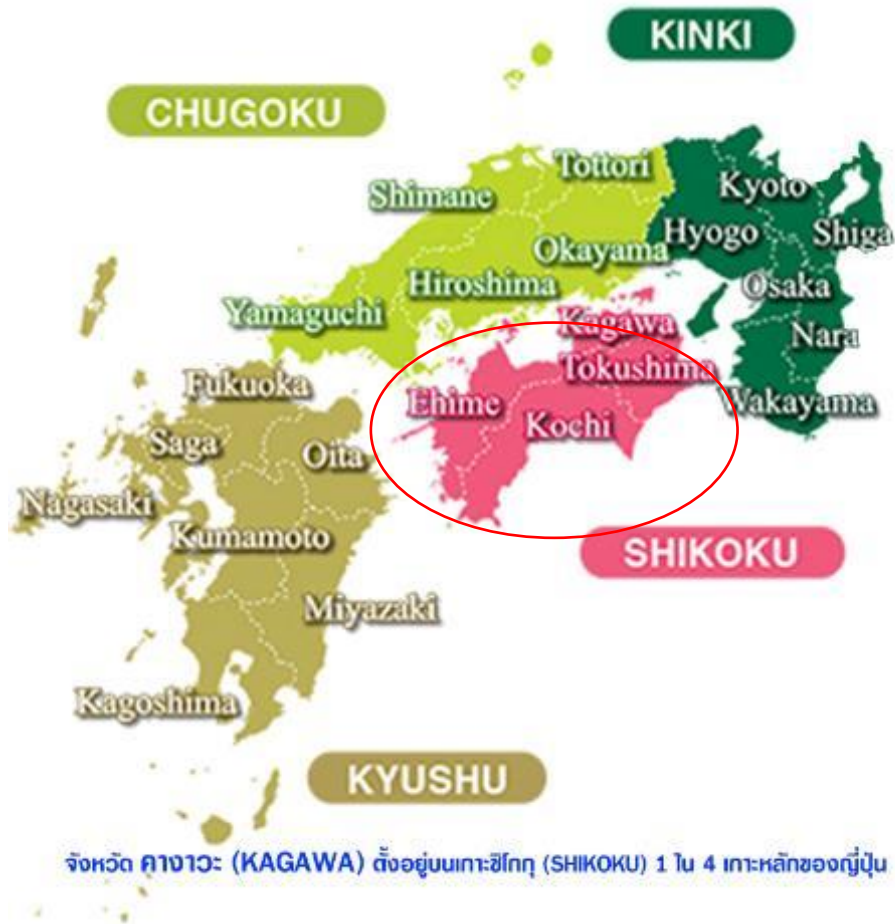 KINKI
CHUGOKU
Tottori
Kyoto
Shimane
Hyogo
Shiga
Okayama
Hiroshima
Osaka
Yamaguchi
Kagawa
Nara
Fukuoka
Tokushima
Ehime
Wakayama
Kochi
Saga
Oita
Nagasaki
Kumamoto
SHIKOKU
Miyazaki
Kagoshima
KYUSHU
จังหวัด คางาวะ (KAGAWA) ตั้งอยู่บนเกาะชิโกกุ (SHIKOKU) 1 ใน 4 เกาะหลักของญี่ปุ่น